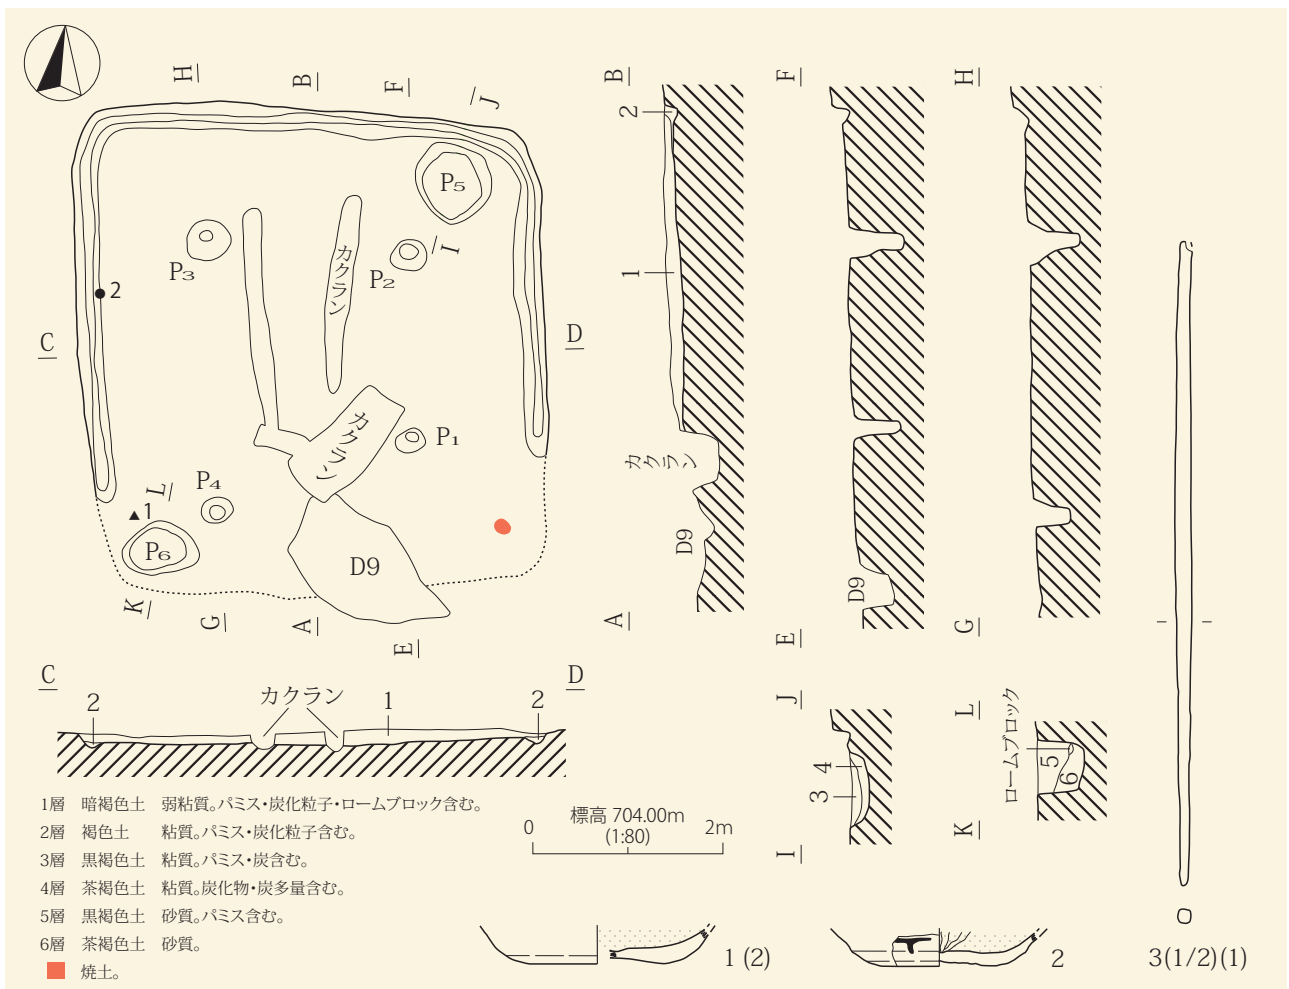 H
B
F
J
P5
P3
カクラン
P2
I
2
C
D
カクラン
P1
L
P4
1
P6
D9
K
G
A
E
B
2
1
カクラン
D9
A
F
D9
E
H
G
C
D
2
カクラン
1
2
J
4
3
I
L
ロームブロック
5
6
K
1層 暗褐色土 弱粘質。パミス・炭化粒子・ロームブロック含む。
2層 褐色土 粘質。パミス・炭化粒子含む。
3層 黒褐色土 粘質。パミス・炭含む。
4層 茶褐色土 粘質。炭化物・炭多量含む。
5層 黒褐色土 砂質。パミス含む。
6層 茶褐色土 砂質。
焼土。
標高 704.00m
0 (1:80) 2m
1 (2)
2
3(1/2)(1)